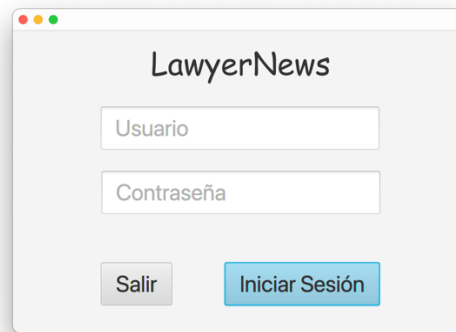 LawyerNews
Usuario
Contraseña
Salir
Iniciar Sesión